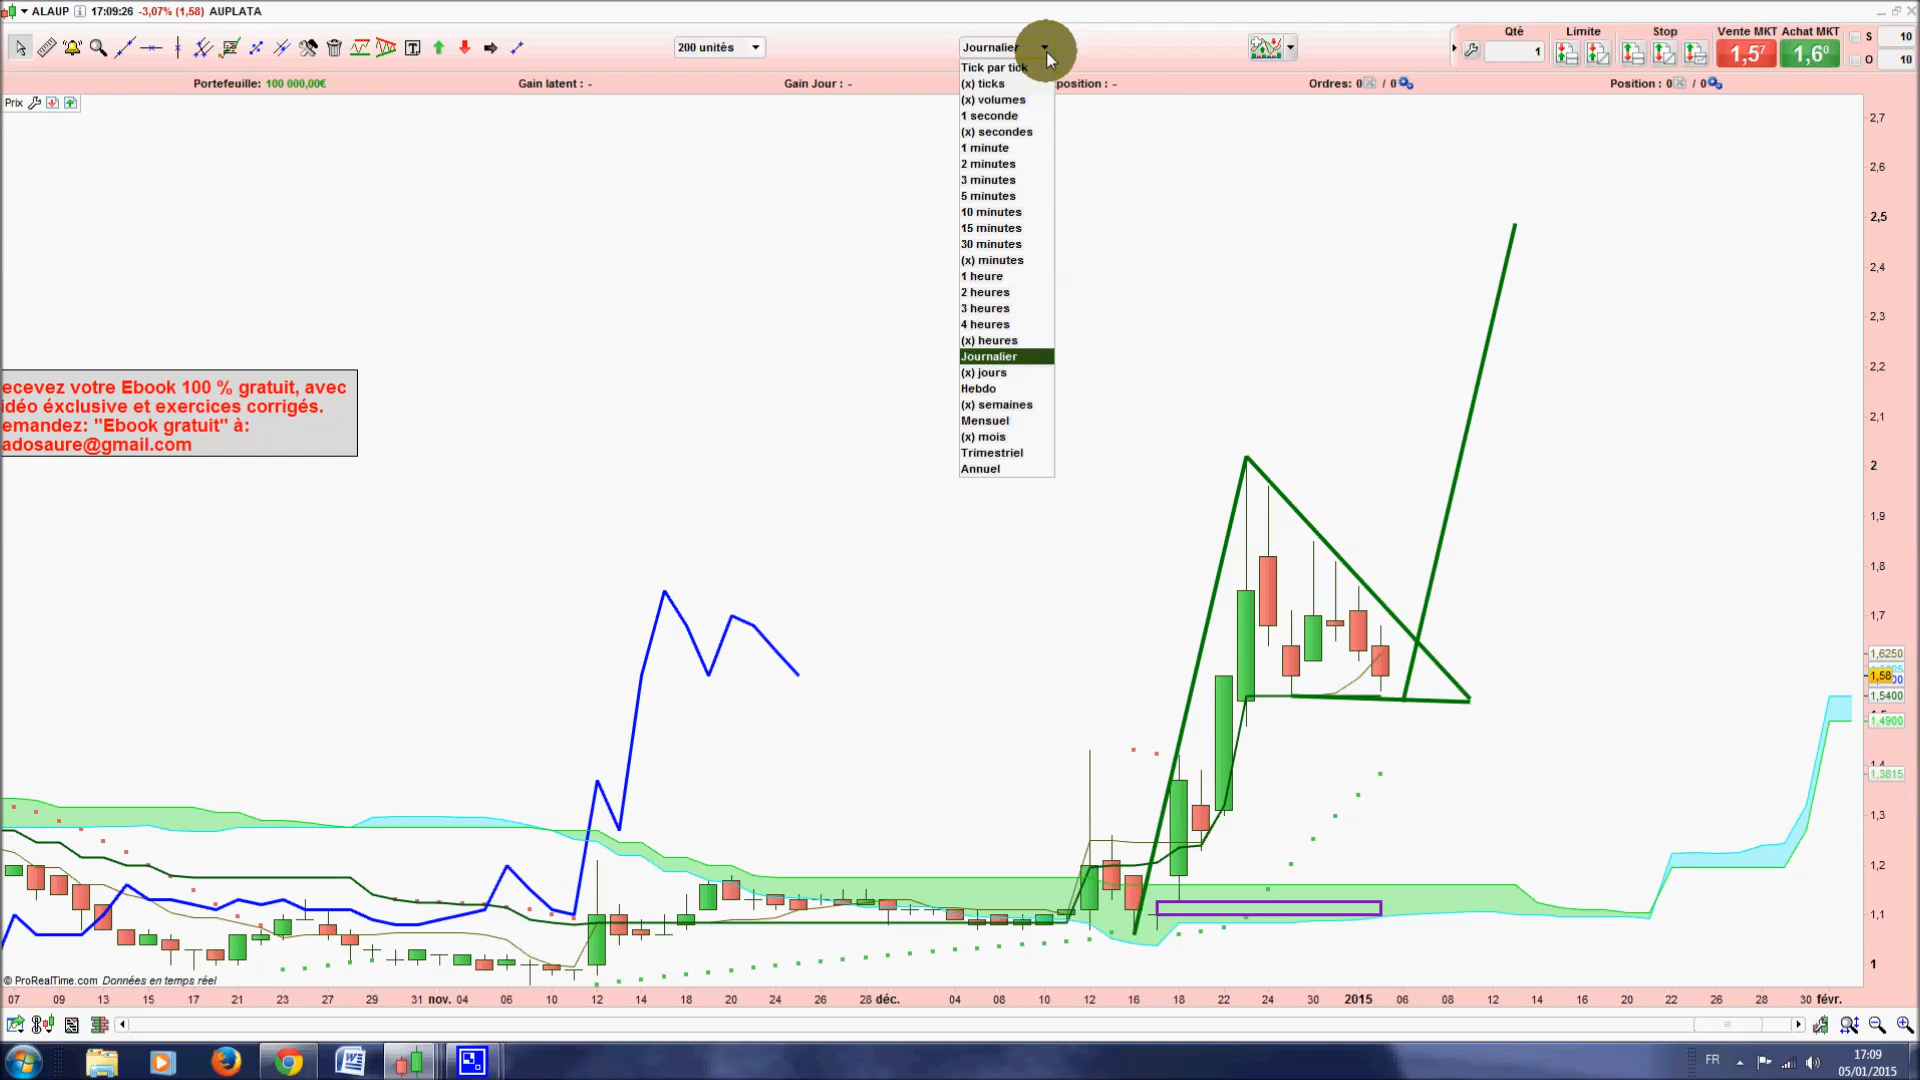 ALAUP 17:09:26 -3,07% (1,58) AUPLATA
200 unités
Journalier
Qté
1
Limite
Stop
Vente MKT
Achat MKT
1,5⁷
1,6⁰
S 10
O 10
Portefeuille: 100 000,00€
Gain latent : -
Gain Jour : -
position : -
Ordres: 0 / 0
Position : 0 / 0
Prix
Tick par tick
(x) ticks
(x) volumes
1 seconde
(x) secondes
1 minute
2 minutes
3 minutes
5 minutes
10 minutes
15 minutes
30 minutes
(x) minutes
1 heure
2 heures
3 heures
4 heures
(x) heures
Journalier
(x) jours
Hebdo
(x) semaines
Mensuel
(x) mois
Trimestriel
Annuel
ecevez votre Ebook 100 % gratuit, avec
idéo éxclusive et exercices corrigés.
emandez: "Ebook gratuit" à:
adosaure@gmail.com
2,7
2,6
2,5
2,4
2,3
2,2
2,1
2
1,9
1,8
1,7
1,6250
1,58
1,5400
1,4900
1,3815
1,3
1,2
1,1
1
© ProRealTime.com Données en temps réel
07 09 13 15 17 21 23 27 29 31 nov. 04 06 10 12 14 18 20 24 26 28 déc. 04 08 10 12 16 18 22 24 30 2015 06 08 12 14 16 20 22 26 28 30 févr.
FR
17:09
05/01/2015